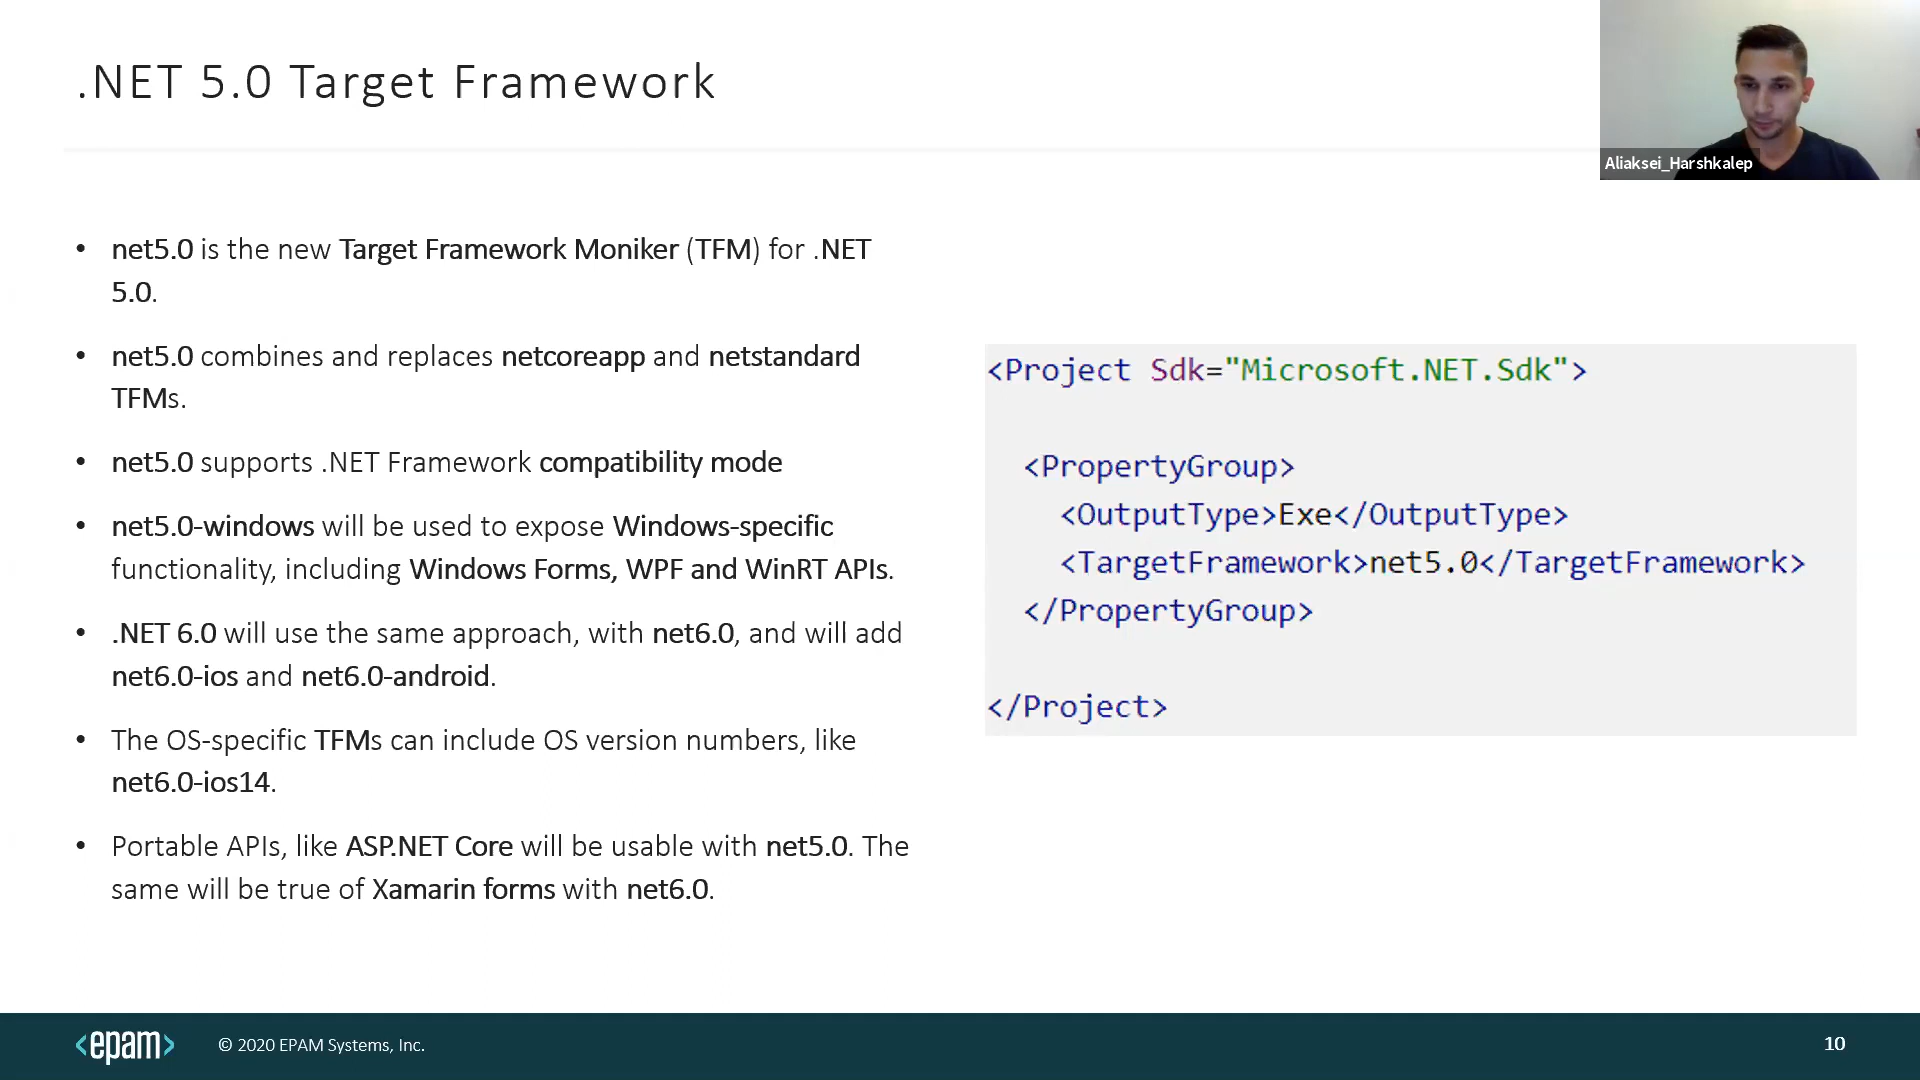 .NET 5.0 Target Framework
Aliaksei_Harshkalep
• net5.0 is the new Target Framework Moniker (TFM) for .NET
5.0.
• net5.0 combines and replaces netcoreapp and netstandard
TFMs.
• net5.0 supports .NET Framework compatibility mode
• net5.0-windows will be used to expose Windows-specific
functionality, including Windows Forms, WPF and WinRT APIs.
• .NET 6.0 will use the same approach, with net6.0, and will add
net6.0-ios and net6.0-android.
• The OS-specific TFMs can include OS version numbers, like
net6.0-ios14.
• Portable APIs, like ASP.NET Core will be usable with net5.0. The
same will be true of Xamarin forms with net6.0.
<Project Sdk="Microsoft.NET.Sdk">
<PropertyGroup>
<OutputType>Exe</OutputType>
<TargetFramework>net5.0</TargetFramework>
</PropertyGroup>
</Project>
<epam>
© 2020 EPAM Systems, Inc.
10